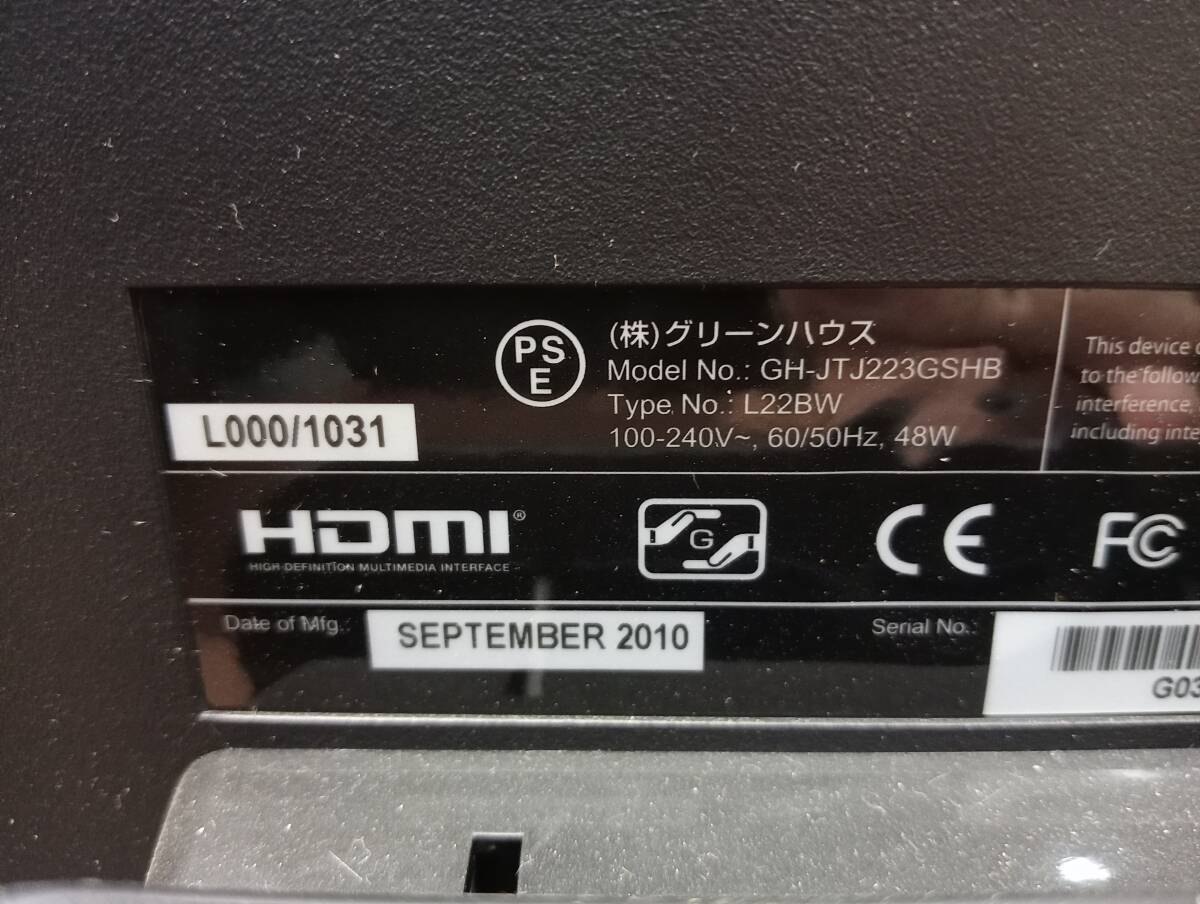 PS
E
(株)グリーンハウス
Model No.: GH-JTJ223GSHB
Type No.: L22BW
100-240V~, 60/50Hz, 48W
L000/1031
This device
to the follow
interference,
including inte
HDMI®
HIGH-DEFINITION MULTIMEDIA INTERFACE
G
CE
FC
Date of Mfg.:
SEPTEMBER 2010
Serial No.:
G03